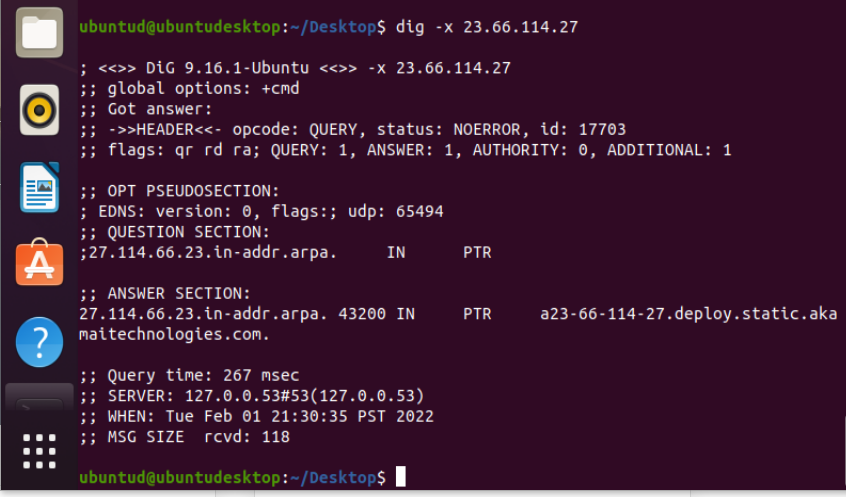 ubuntud@ubuntudesktop:~/Desktop$ dig -x 23.66.114.27
; <<>> DiG 9.16.1-Ubuntu <<>> -x 23.66.114.27
;; global options: +cmd
;; Got answer:
;; ->>HEADER<<- opcode: QUERY, status: NOERROR, id: 17703
;; flags: qr rd ra; QUERY: 1, ANSWER: 1, AUTHORITY: 0, ADDITIONAL: 1
;; OPT PSEUDOSECTION:
; EDNS: version: 0, flags:; udp: 65494
;; QUESTION SECTION:
;27.114.66.23.in-addr.arpa. IN PTR
;; ANSWER SECTION:
27.114.66.23.in-addr.arpa. 43200 IN PTR a23-66-114-27.deploy.static.aka
maitechnologies.com.
;; Query time: 267 msec
;; SERVER: 127.0.0.53#53(127.0.0.53)
;; WHEN: Tue Feb 01 21:30:35 PST 2022
;; MSG SIZE rcvd: 118
ubuntud@ubuntudesktop:~/Desktop$